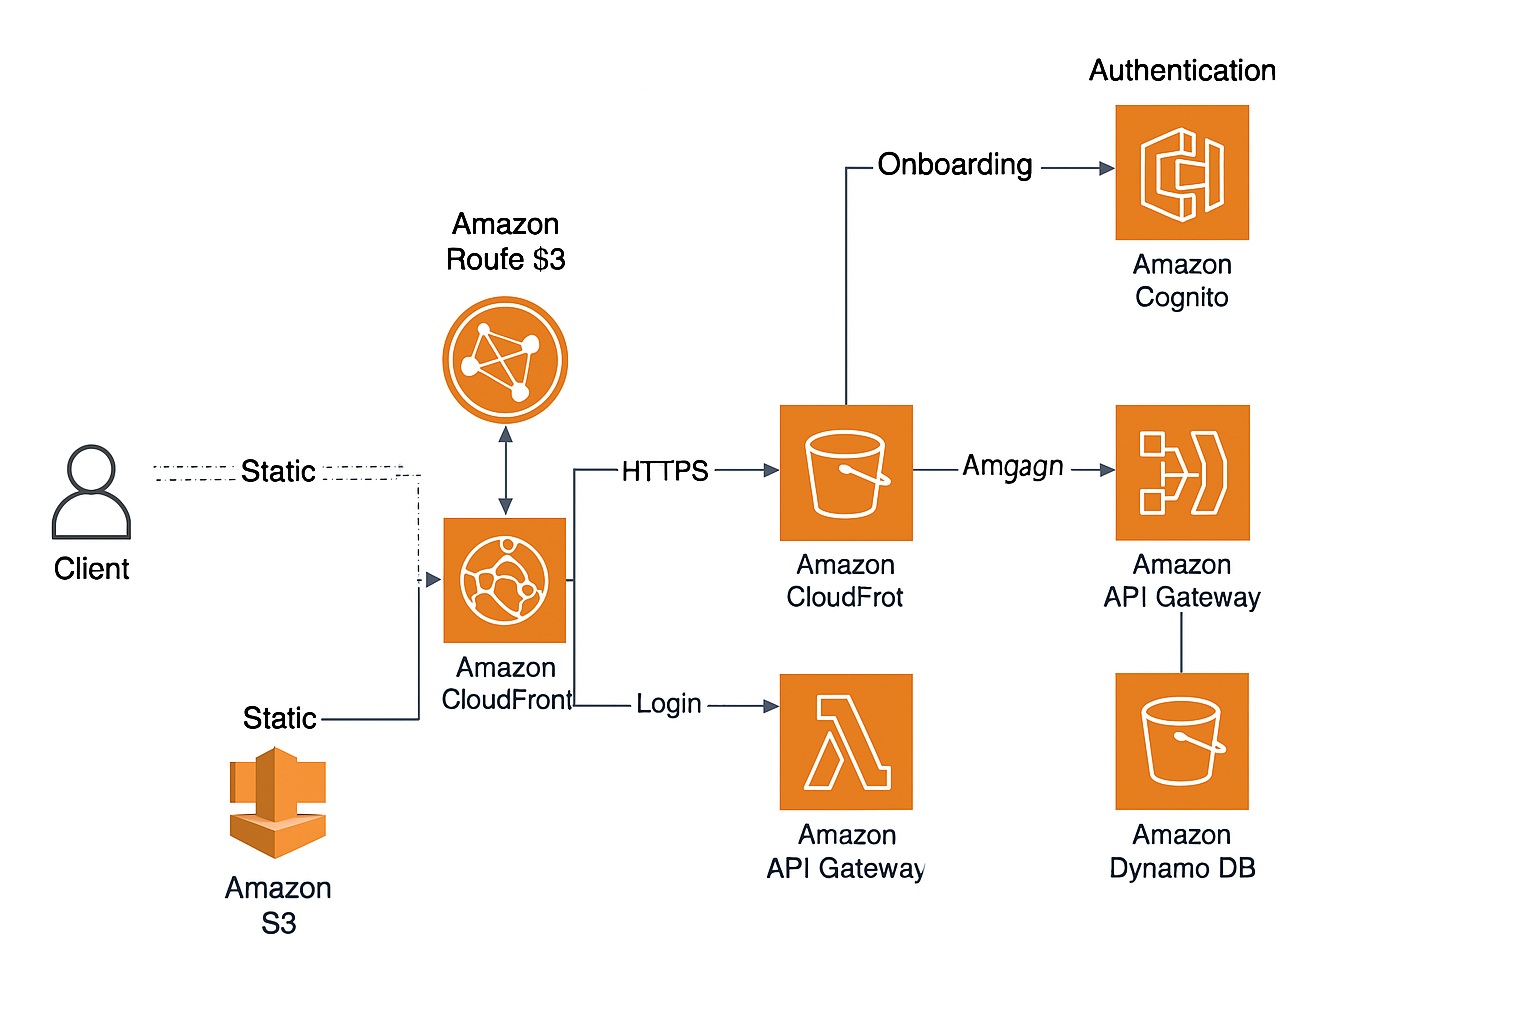 Authentication
Onboarding
Amazon
Cognito
Amazon
Roufe $3
Static
HTTPS
Amgagn
Client
Amazon
CloudFrot
Amazon
API Gateway
Amazon
CloudFront
Login
Static
Amazon
API Gateway
Amazon
Dynamo DB
Amazon
S3